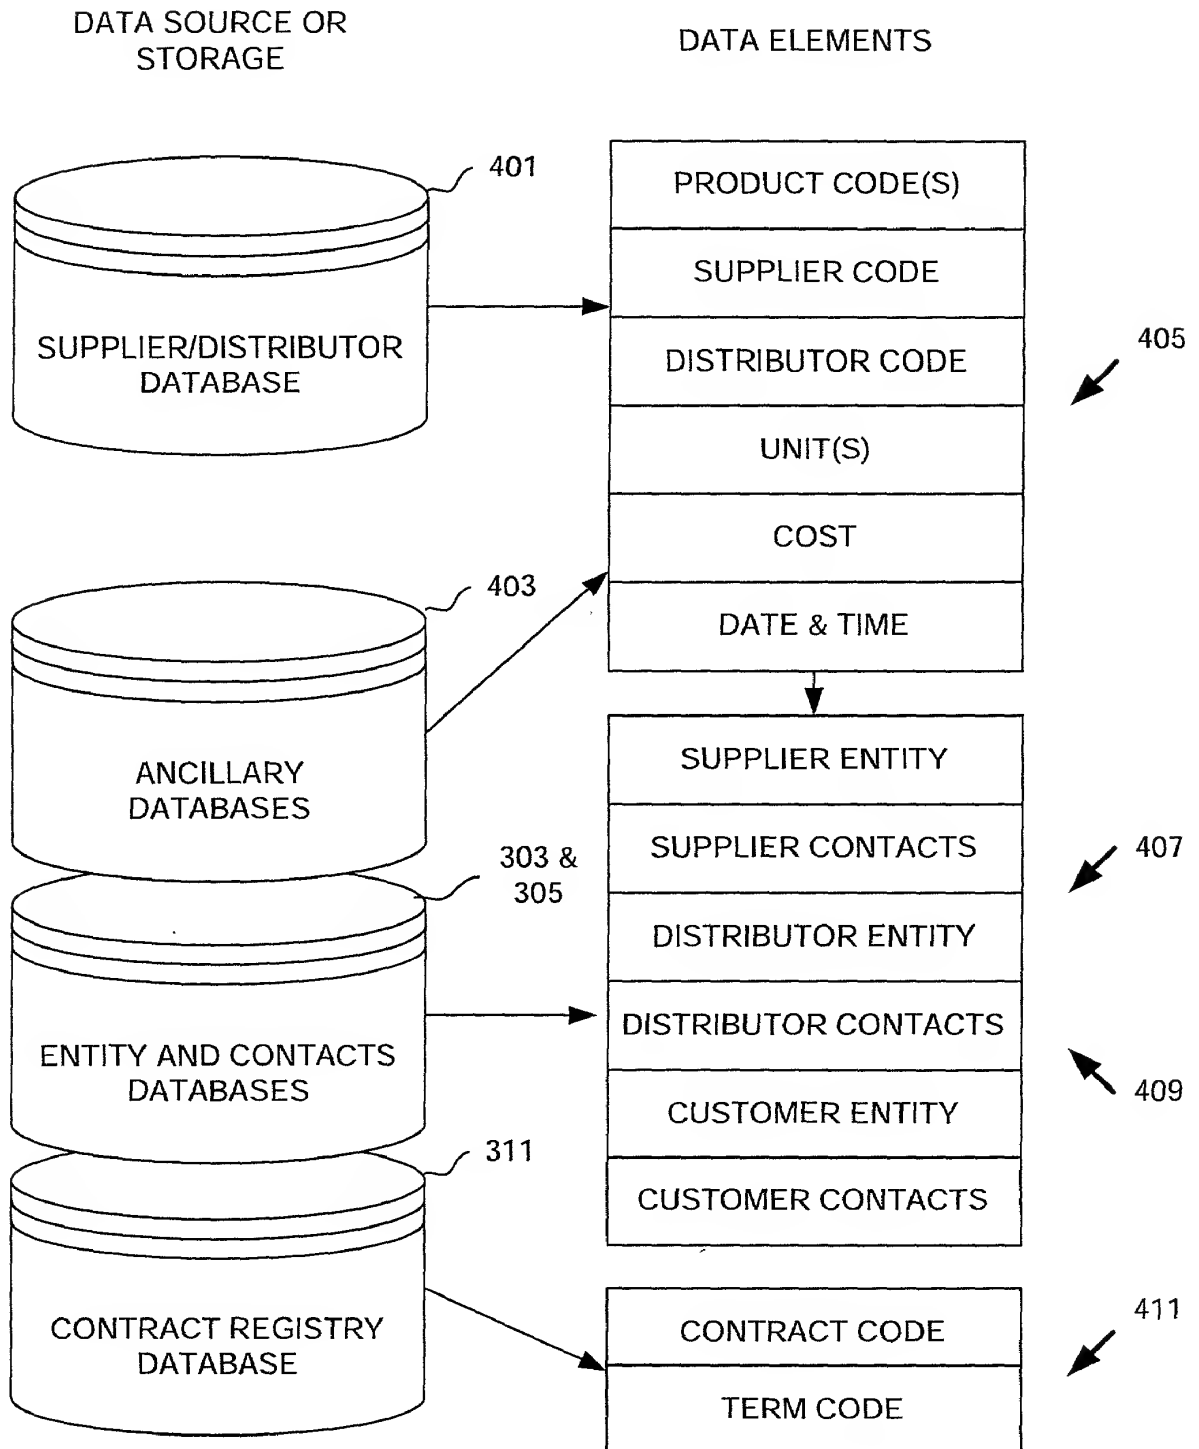 DATA SOURCE OR
STORAGE
DATA ELEMENTS
401
SUPPLIER/DISTRIBUTOR
DATABASE
PRODUCT CODE(S)
SUPPLIER CODE
DISTRIBUTOR CODE
UNIT(S)
COST
DATE & TIME
405
403
ANCILLARY
DATABASES
303 &
305
ENTITY AND CONTACTS
DATABASES
SUPPLIER ENTITY
SUPPLIER CONTACTS
DISTRIBUTOR ENTITY
DISTRIBUTOR CONTACTS
CUSTOMER ENTITY
CUSTOMER CONTACTS
407
409
311
CONTRACT REGISTRY
DATABASE
CONTRACT CODE
TERM CODE
411